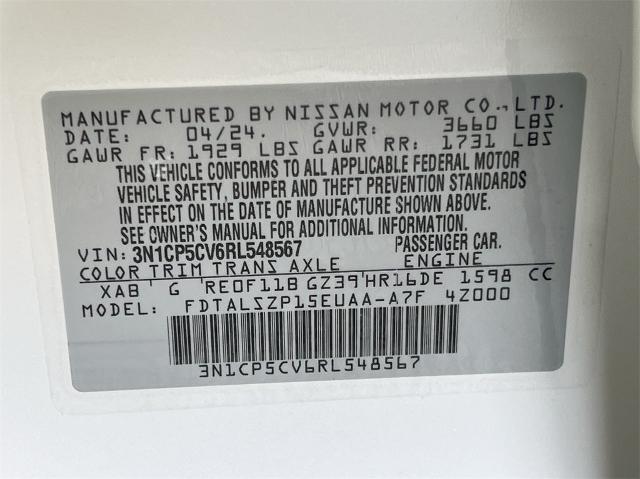 MANUFACTURED BY NISSAN MOTOR CO.,LTD.
DATE: 04/24. GVWR: 3660 LBS
GAWR FR: 1929 LBS GAWR RR: 1731 LBS
THIS VEHICLE CONFORMS TO ALL APPLICABLE FEDERAL MOTOR
VEHICLE SAFETY, BUMPER AND THEFT PREVENTION STANDARDS
IN EFFECT ON THE DATE OF MANUFACTURE SHOWN ABOVE.
SEE OWNER'S MANUAL FOR ADDITIONAL INFORMATION.
VIN: 3N1CP5CV6RL548567 PASSENGER CAR.
COLOR TRIM TRANS AXLE ENGINE
XAB G RE0F11B GZ39 HR16DE 1598 CC
MODEL: FDTALSZP15EUAA-A7F 4Z000
3N1CP5CV6RL548567